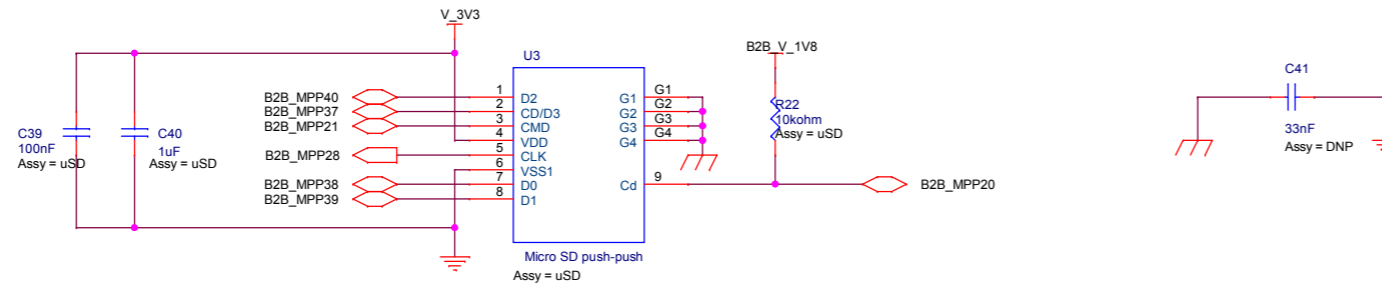 V_3V3
U3
B2B_V_1V8
C41
B2B_MPP40 1 D2 G1 G1
B2B_MPP37 2 CD/D3 G2 G2
B2B_MPP21 3 CMD G3 G3
4 VDD G4 G4
B2B_MPP28 5 CLK
6 VSS1
B2B_MPP38 7 D0 Cd 9 B2B_MPP20
B2B_MPP39 8 D1
C39
100nF
Assy = uSD
C40
1uF
Assy = uSD
R22
10kohm
Assy = uSD
33nF
Assy = DNP
Micro SD push-push
Assy = uSD